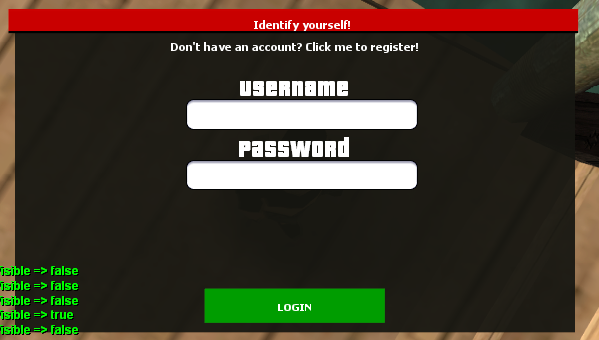 Identify yourself!
Don't have an account? Click me to register!
username
password
isible => false
isible => false
isible => false
isible => true
isible => false
LOGIN